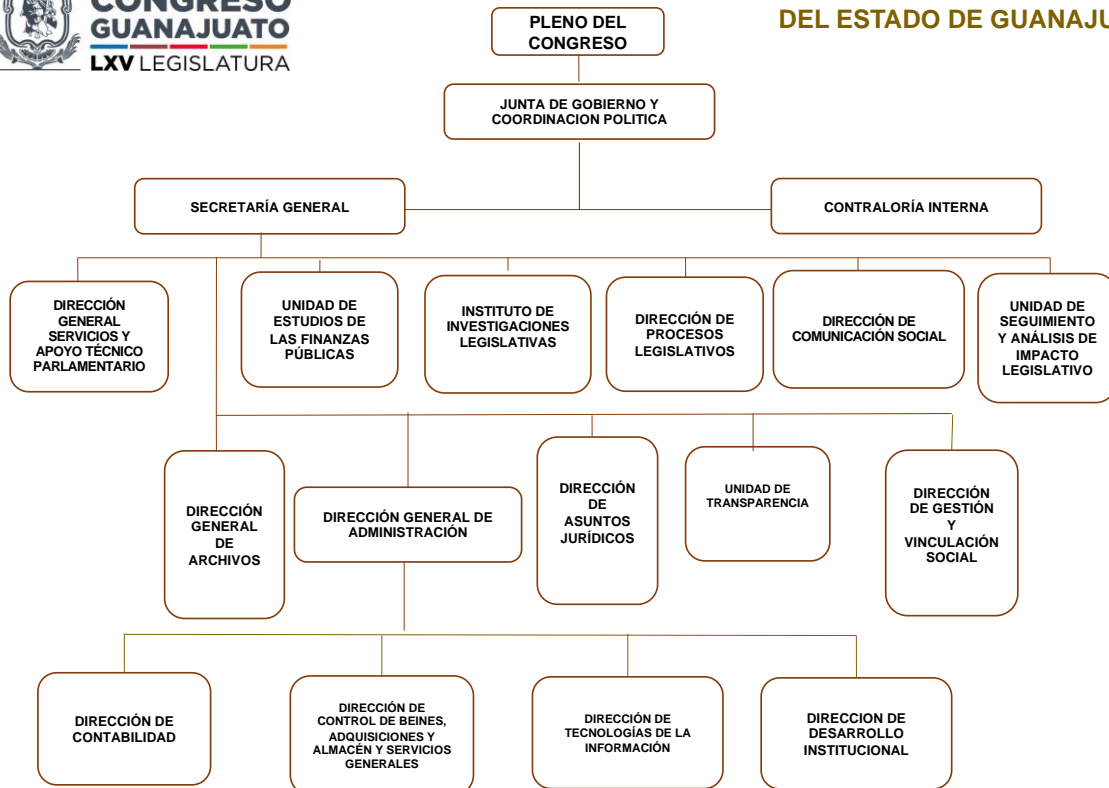 CONGRESO
GUANAJUATO
LXV LEGISLATURA
DEL ESTADO DE
PLENO DEL
CONGRESO
JUNTA DE GOBIERNO Y
COORDINACION POLITICA
SECRETARÍA GENERAL
CONTRALORÍA INTERNA
DIRECCIÓN
GENERAL
SERVICIOS Y
APOYO TÉCNICO
PARLAMENTARIO
UNIDAD DE
ESTUDIOS DE
LAS FINANZAS
PÚBLICAS
INSTITUTO DE
INVESTIGACIONES
LEGISLATIVAS
DIRECCIÓN DE
PROCESOS
LEGISLATIVOS
DIRECCIÓN DE
COMUNICACIÓN SOCIAL
UNIDAD DE
SEGUIMIENTO
Y ANÁLISIS DE
IMPACTO
LEGISLATIVO
DIRECCIÓN
GENERAL
DE
ARCHIVOS
DIRECCIÓN GENERAL DE
ADMINISTRACIÓN
DIRECCIÓN
DE
ASUNTOS
JURÍDICOS
UNIDAD DE
TRANSPARENCIA
DIRECCIÓN
DE GESTIÓN
Y
VINCULACIÓN
SOCIAL
DIRECCIÓN DE
CONTABILIDAD
DIRECCIÓN DE
CONTROL DE BEINES,
ADQUISICIONES Y
ALMACÉN Y SERVICIOS
GENERALES
DIRECCIÓN DE
TECNOLOGÍAS DE LA
INFORMACIÓN
DIRECCION DE
DESARROLLO
INSTITUCIONAL